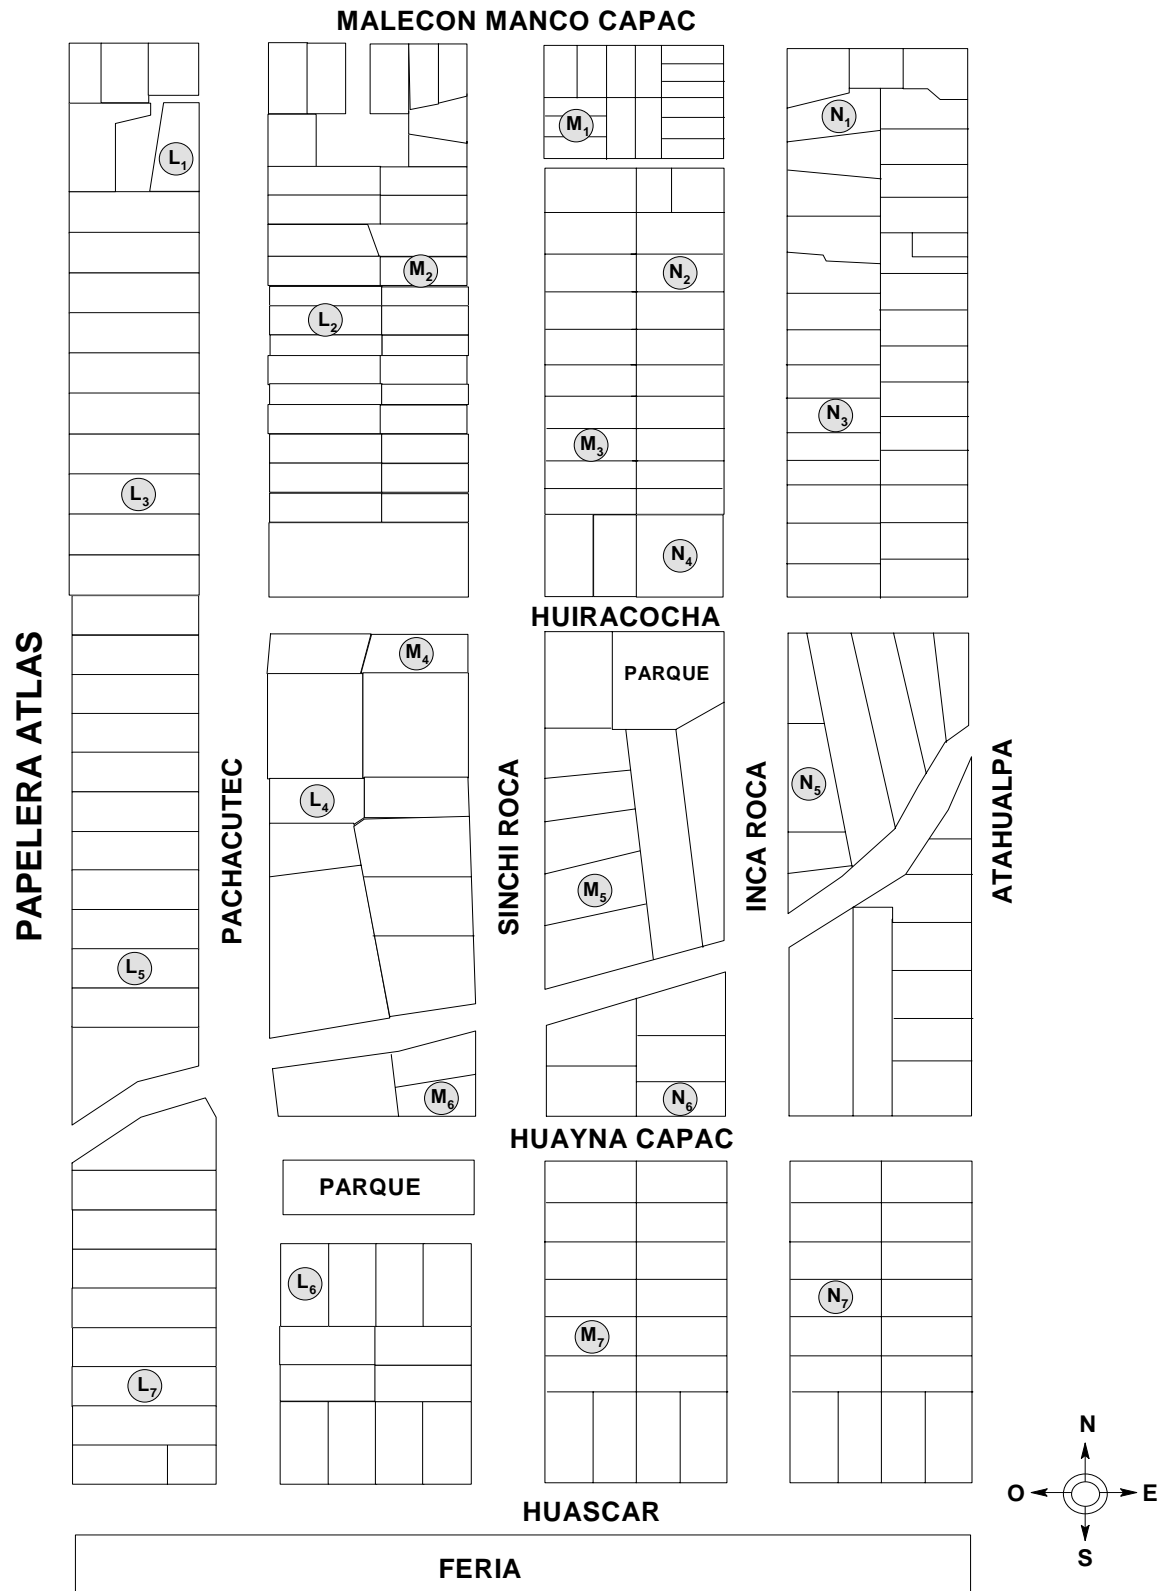 MALECON MANCO CAPAC
L1
M1
N1
M2
N2
L2
N3
M3
L3
N4
HUIRACOCHA
M4
PARQUE
PAPELERA ATLAS
PACHACUTEC
SINCHI ROCA
INCA ROCA
ATAHUALPA
L4
N5
M5
L5
M6
N6
HUAYNA CAPAC
PARQUE
L6
N7
M7
L7
N
O E
S
HUASCAR
FERIA